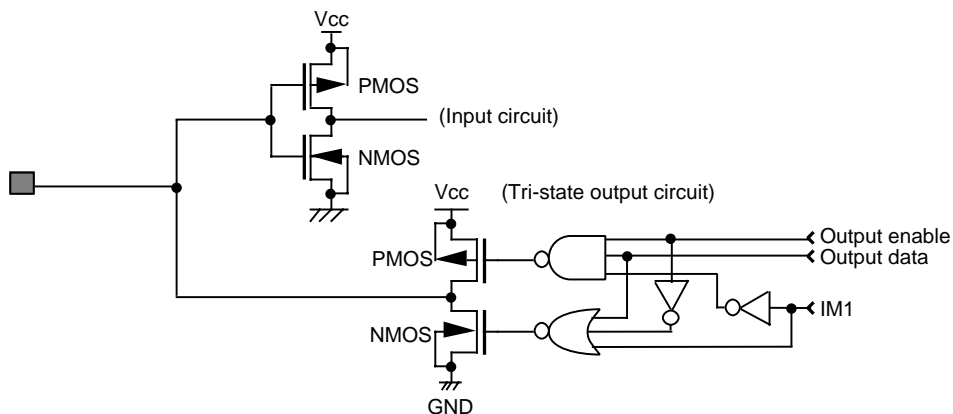 Vcc
PMOS
(Input circuit)
NMOS
Vcc
(Tri-state output circuit)
Output enable
PMOS
Output data
IM1
NMOS
GND